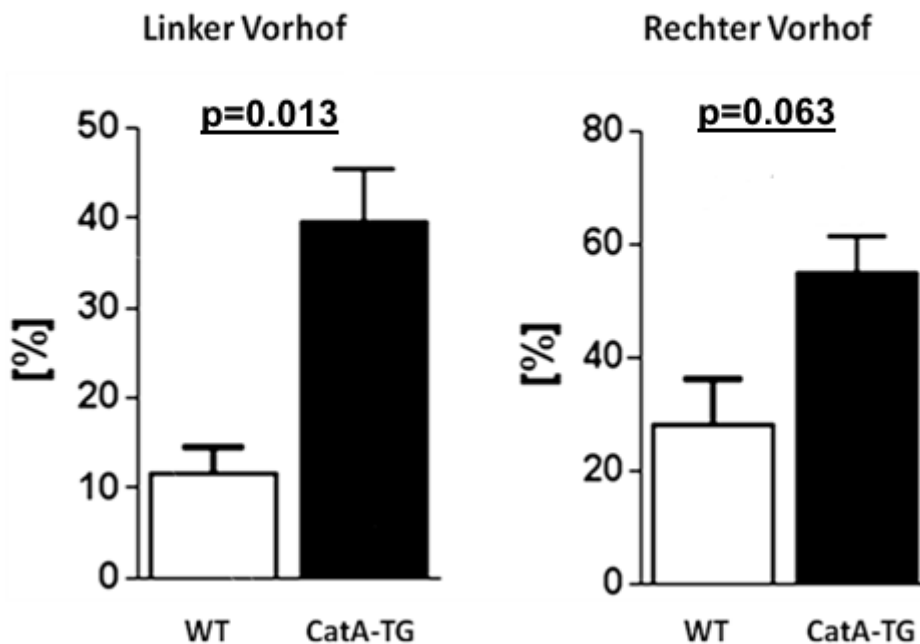 Linker Vorhof
p=0.013
50
40
30
20
10
0
[%]
WT CatA-TG
Rechter Vorhof
p=0.063
80
60
40
20
0
[%]
WT CatA-TG